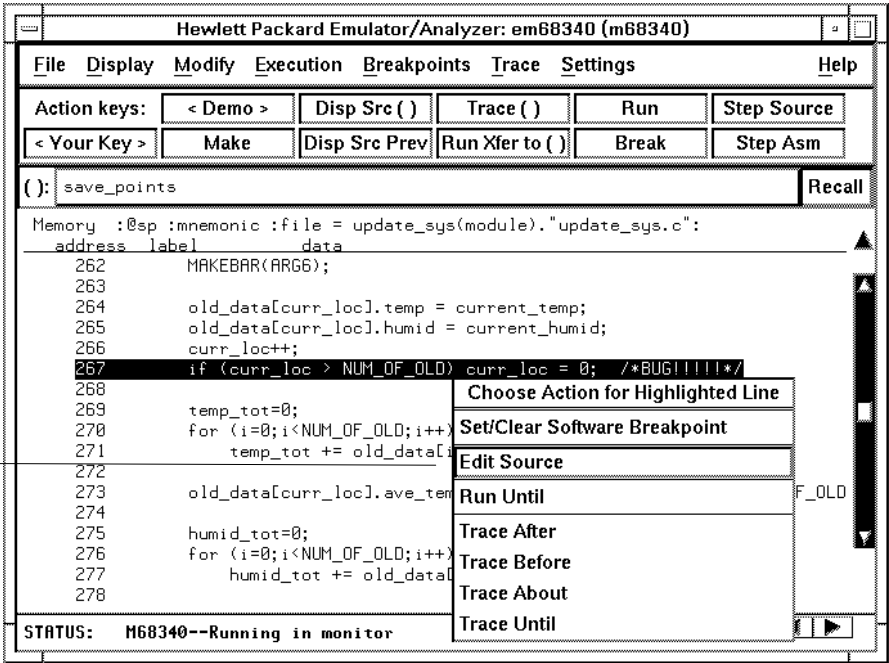 Hewlett Packard Emulator/Analyzer: em68340 (m68340)
File Display Modify Execution Breakpoints Trace Settings Help
Action keys: < Demo > Disp Src ( ) Trace ( ) Run Step Source
< Your Key > Make Disp Src Prev Run Xfer to ( ) Break Step Asm
( ): save_points Recall
Memory :@sp :mnemonic :file = update_sys(module)."update_sys.c":
address label data
262 MAKEBAR(ARG6);
263
264 old_data[curr_loc].temp = current_temp;
265 old_data[curr_loc].humid = current_humid;
266 curr_loc++;
267 if (curr_loc > NUM_OF_OLD) curr_loc = 0; /*BUG!!!!!*/
268
269 temp_tot=0;
270 for (i=0;i<NUM_OF_OLD;i++)
271 temp_tot += old_data[i
272
273 old_data[curr_loc].ave_tem F_OLD
274
275 humid_tot=0;
276 for (i=0;i<NUM_OF_OLD;i++)
277 humid_tot += old_data[
278
Choose Action for Highlighted Line
Set/Clear Software Breakpoint
Edit Source
Run Until
Trace After
Trace Before
Trace About
Trace Until
STATUS: M68340--Running in monitor